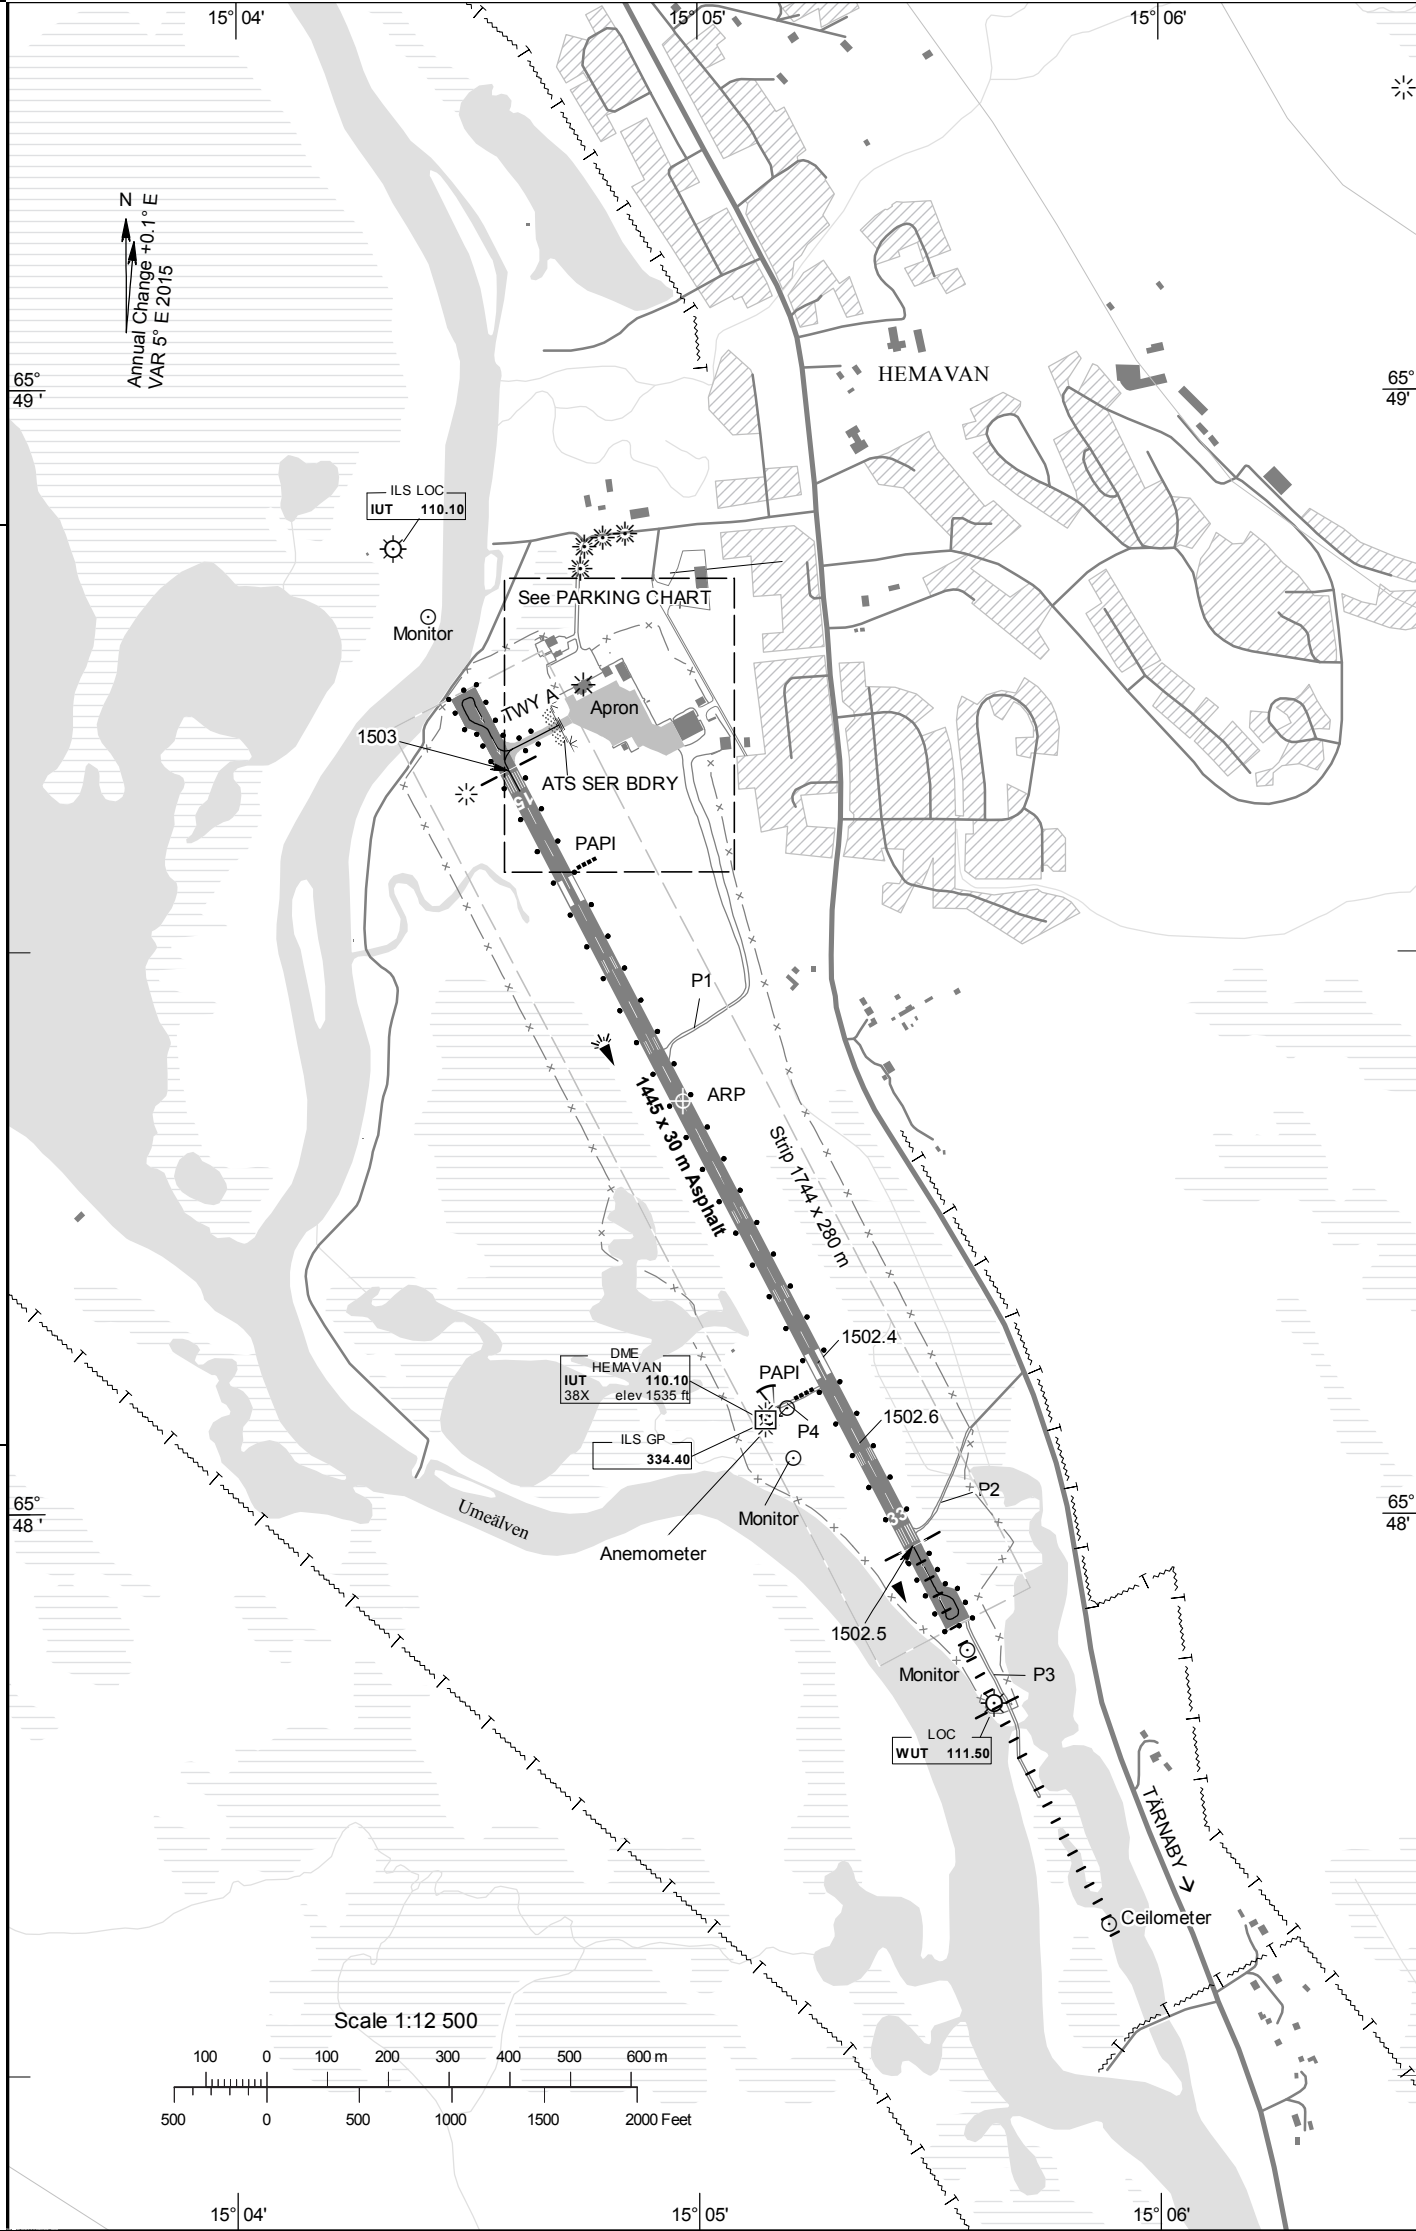 15° 04'
15° 05'
15° 06'
N
Annual Change +0.1° E
VAR 5° E 2015
HEMAVAN
65°
49 '
65°
49'
ILS LOC
IUT 110.10
See PARKING CHART
Monitor
TWY A
Apron
1503
ATS SER BDRY
15
PAPI
P1
ARP
1445 x 30 m Asphalt
Strip 1744 x 280 m
1502.4
DME
HEMAVAN
IUT 110.10
38X elev 1535 ft
PAPI
1502.6
P4
ILS GP
334.40
P2
65°
48 '
65°
48'
Umeälven
Monitor
33
Anemometer
1502.5
Monitor
P3
LOC
WUT 111.50
TÄRNABY
Ceilometer
Scale 1:12 500
100 0 100 200 300 400 500 600 m
500 0 500 1000 1500 2000 Feet
15° 04'
15° 05'
15° 06'